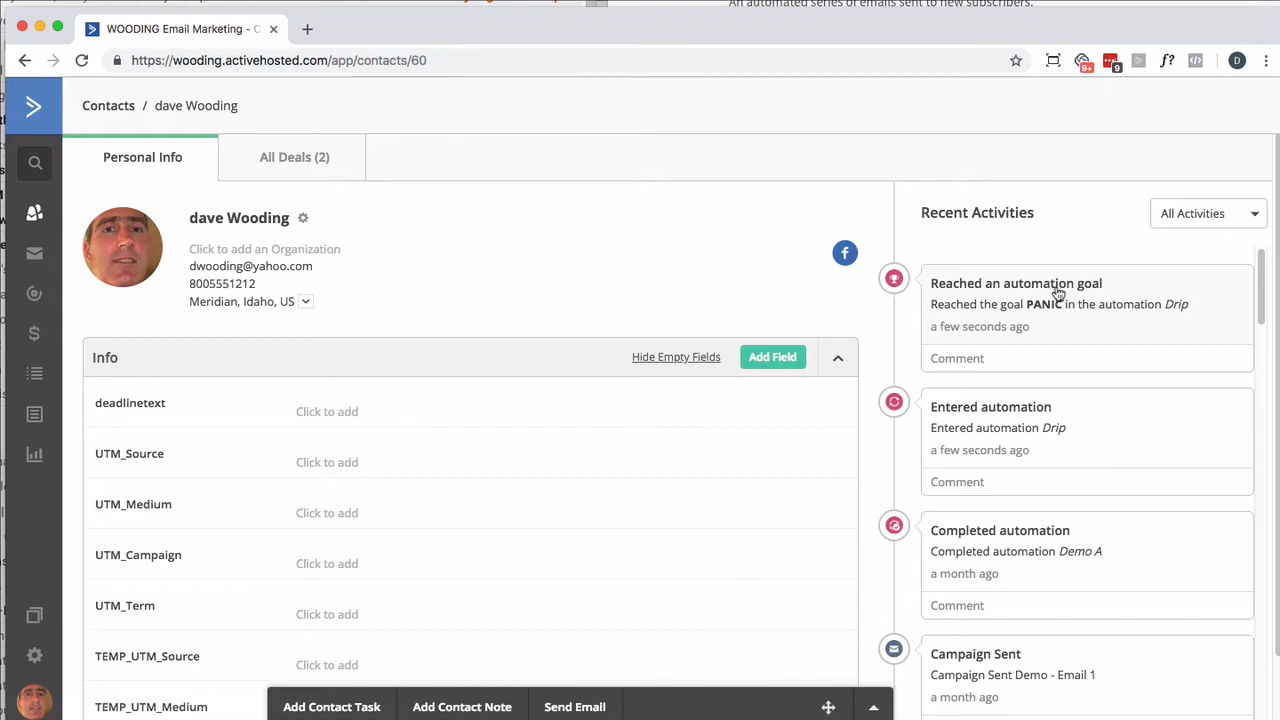 An automated series of emails sent to new subscribers.
WOODING Email Marketing - C
https://wooding.activehosted.com/app/contacts/60
9+
9
f?
D
Contacts / dave Wooding
Personal Info
All Deals (2)
dave Wooding
Click to add an Organization
dwooding@yahoo.com
8005551212
Meridian, Idaho, US
Recent Activities
All Activities
Info
Hide Empty Fields
Add Field
deadlinetext
Click to add
UTM_Source
Click to add
UTM_Medium
Click to add
UTM_Campaign
Click to add
UTM_Term
Click to add
TEMP_UTM_Source
Click to add
TEMP_UTM_Medium
Reached an automation goal
Reached the goal PANIC in the automation Drip
a few seconds ago
Comment
Entered automation
Entered automation Drip
a few seconds ago
Comment
Completed automation
Completed automation Demo A
a month ago
Comment
Campaign Sent
Campaign Sent Demo - Email 1
a month ago
Add Contact Task
Add Contact Note
Send Email